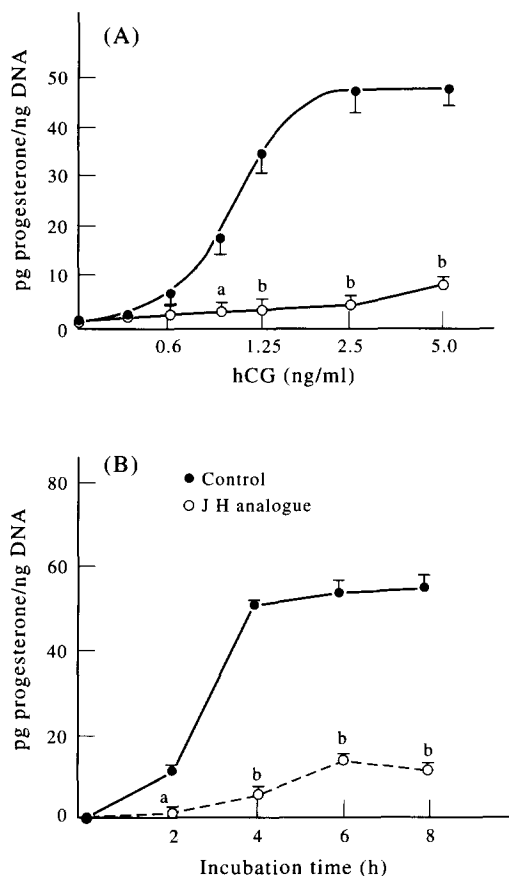 (A)
pg progesterone/ng DNA
50
40
30
20
10
0
a
b
b
b
0.6
1.25
2.5
5.0
hCG (ng/ml)
(B)
pg progesterone/ng DNA
80
60
40
20
0
Control
J H analogue
a
b
b
b
2
4
6
8
Incubation time (h)